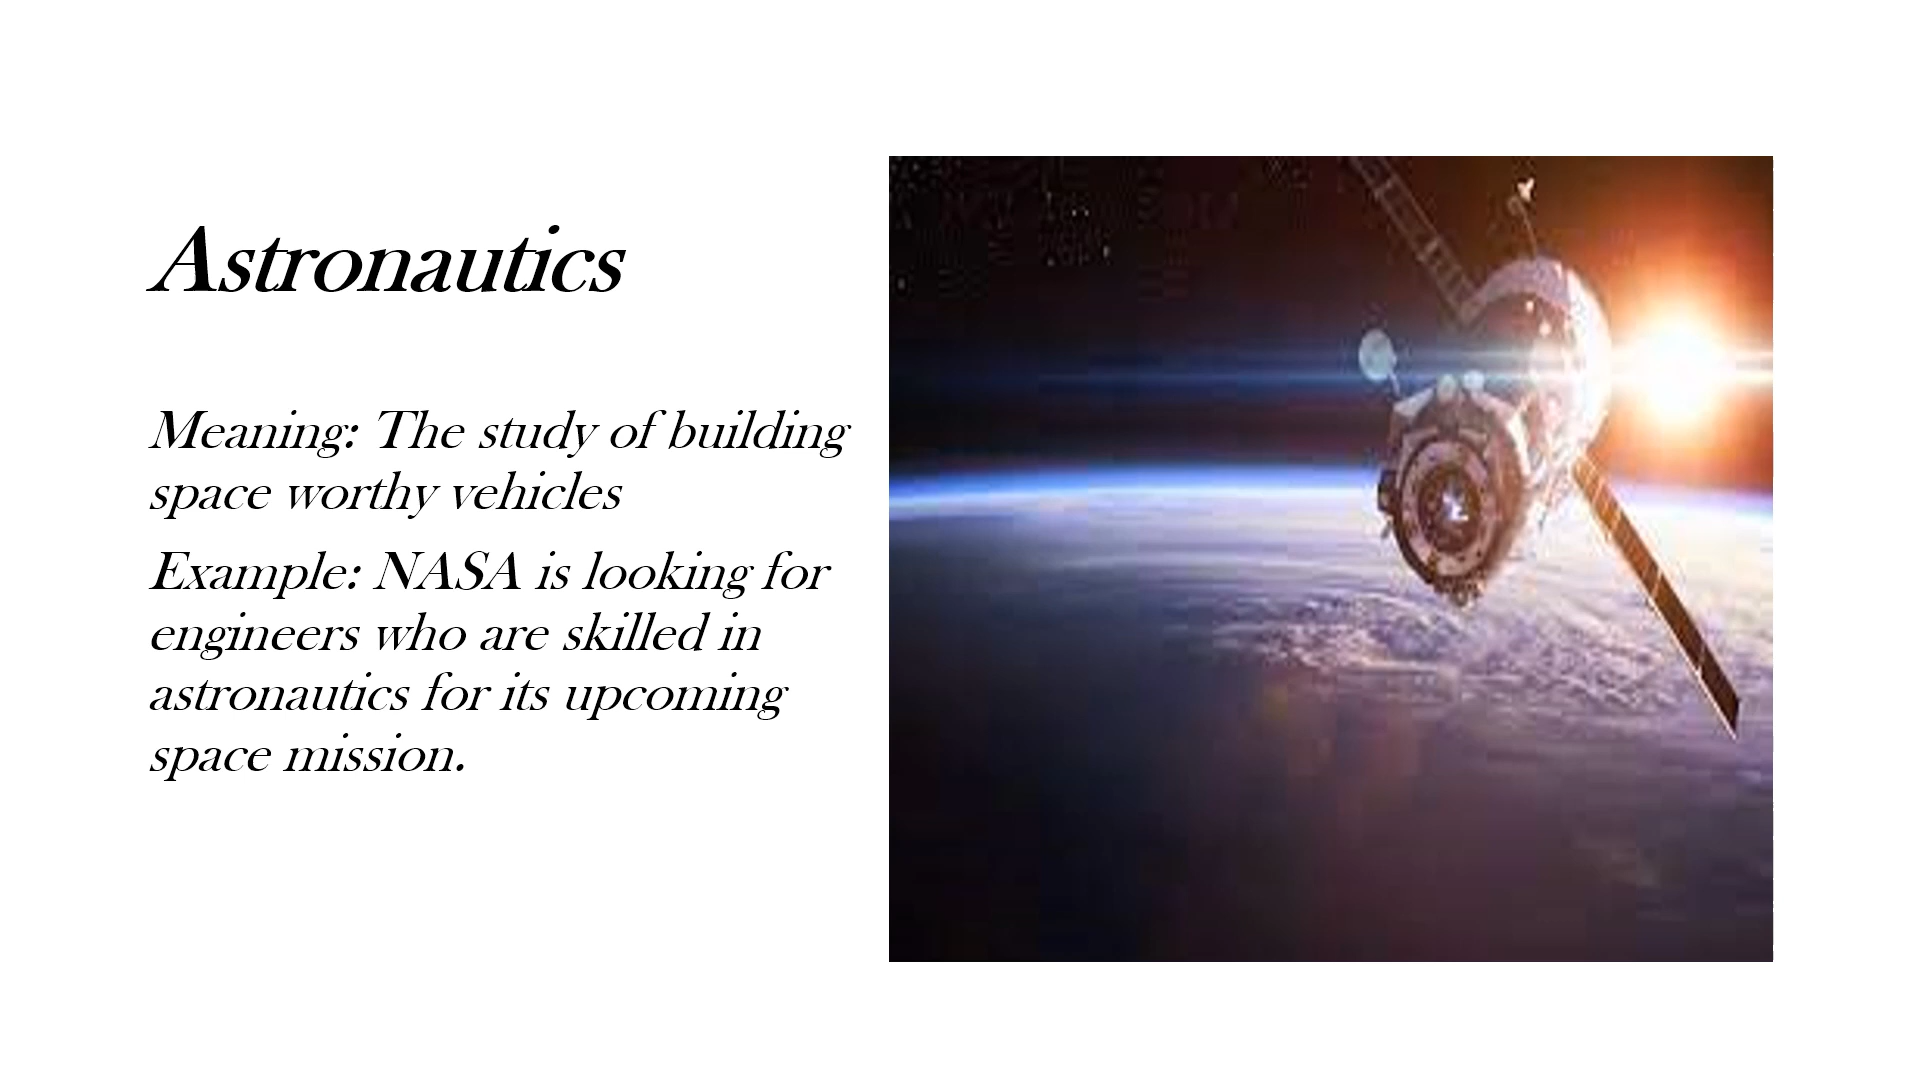 Astronautics
Meaning: The study of building
space worthy vehicles
Example: NASA is looking for
engineers who are skilled in
astronautics for its upcoming
space mission.